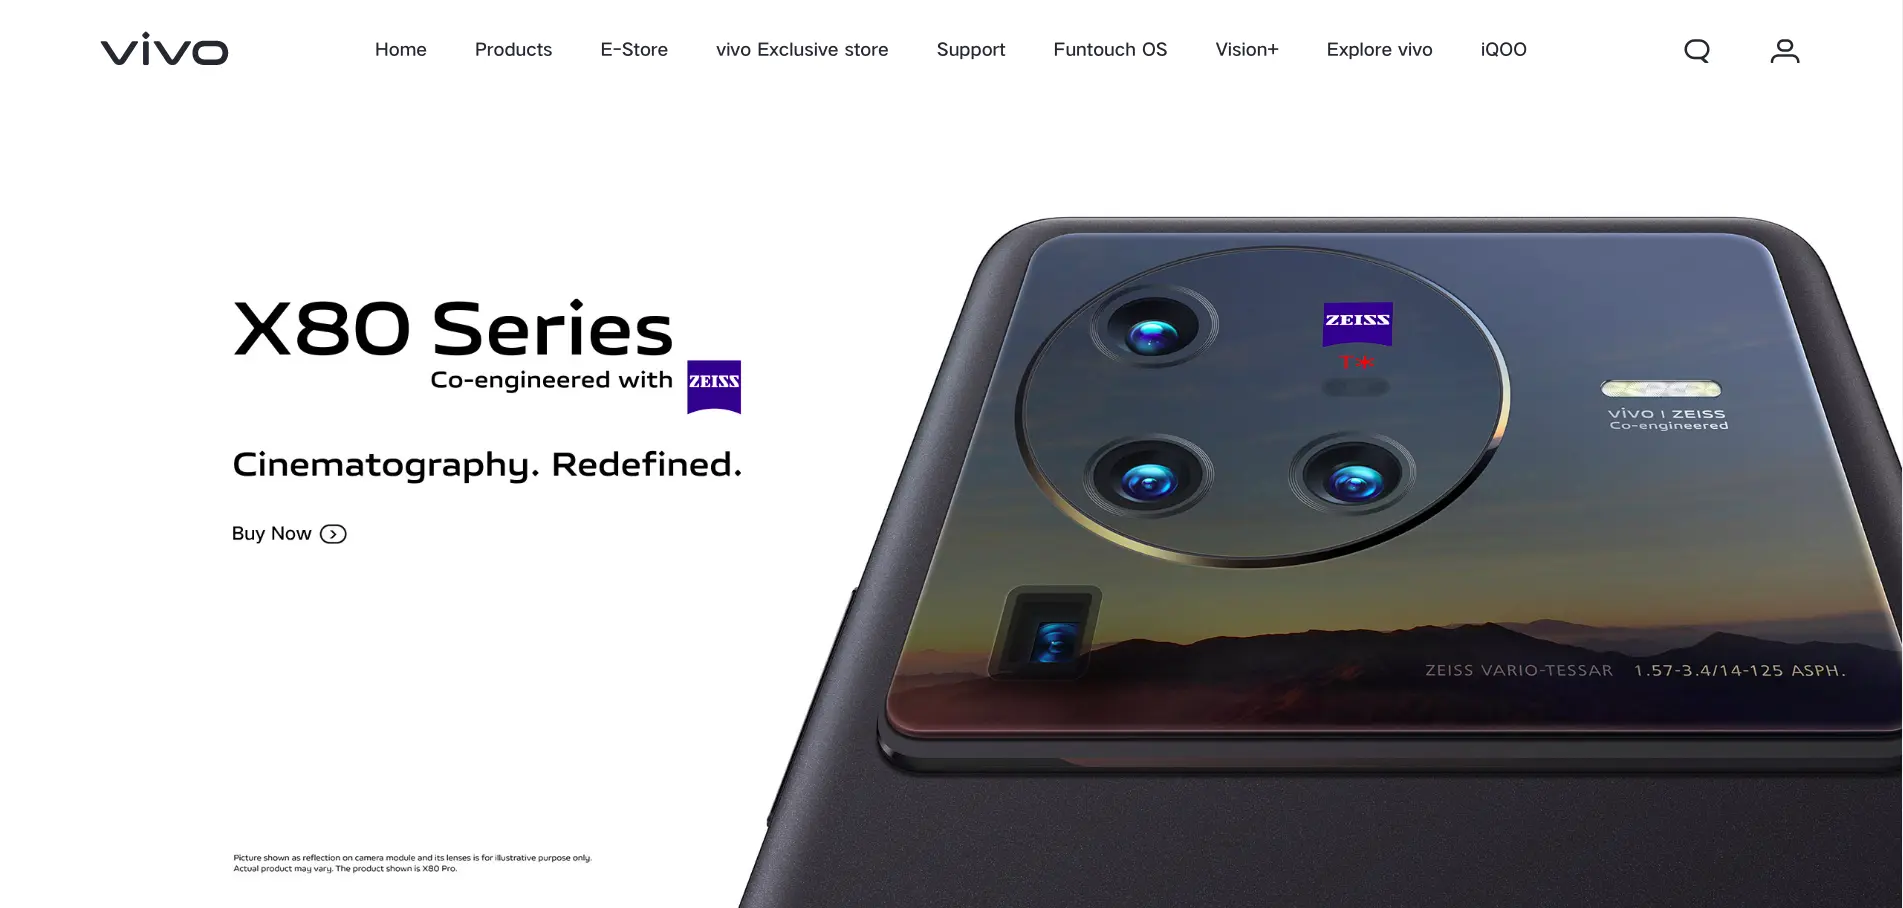 vivo
Home Products E-Store vivo Exclusive store Support Funtouch OS Vision+ Explore vivo iQOO
X80 Series
Co-engineered with ZEISS
Cinematography. Redefined.
Buy Now
Picture shown as reflection on camera module and its lenses is for illustrative purpose only.
Actual product may vary. The product shown is X80 Pro.
ZEISS
T*
vivo | ZEISS
Co-engineered
ZEISS VARIO-TESSAR 1.57-3.4/14-125 ASPH.